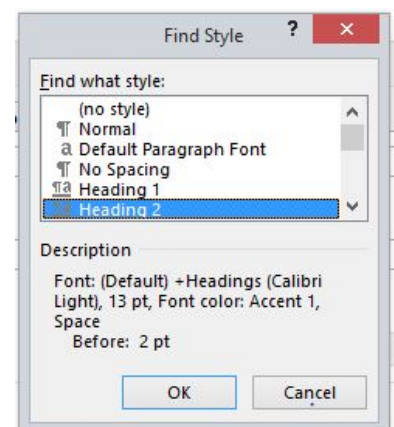 Find Style
?
Find what style:
(no style)
¶ Normal
a Default Paragraph Font
¶ No Spacing
¶a Heading 1
¶a Heading 2
Description
Font: (Default) +Headings (Calibri
Light), 13 pt, Font color: Accent 1,
Space
Before: 2 pt
OK Cancel